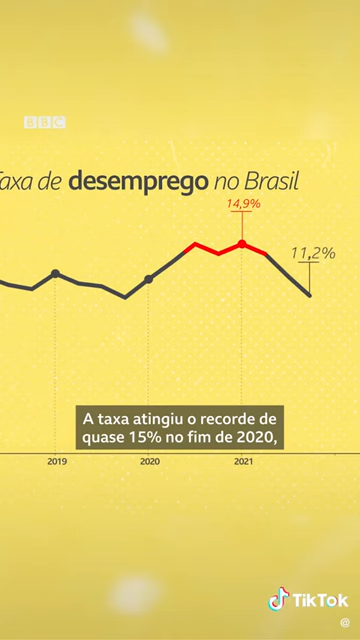 BBC
Taxa de desemprego no Brasil
14,9%
11,2%
A taxa atingiu o recorde de
quase 15% no fim de 2020,
2019 2020 2021
TikTok
@